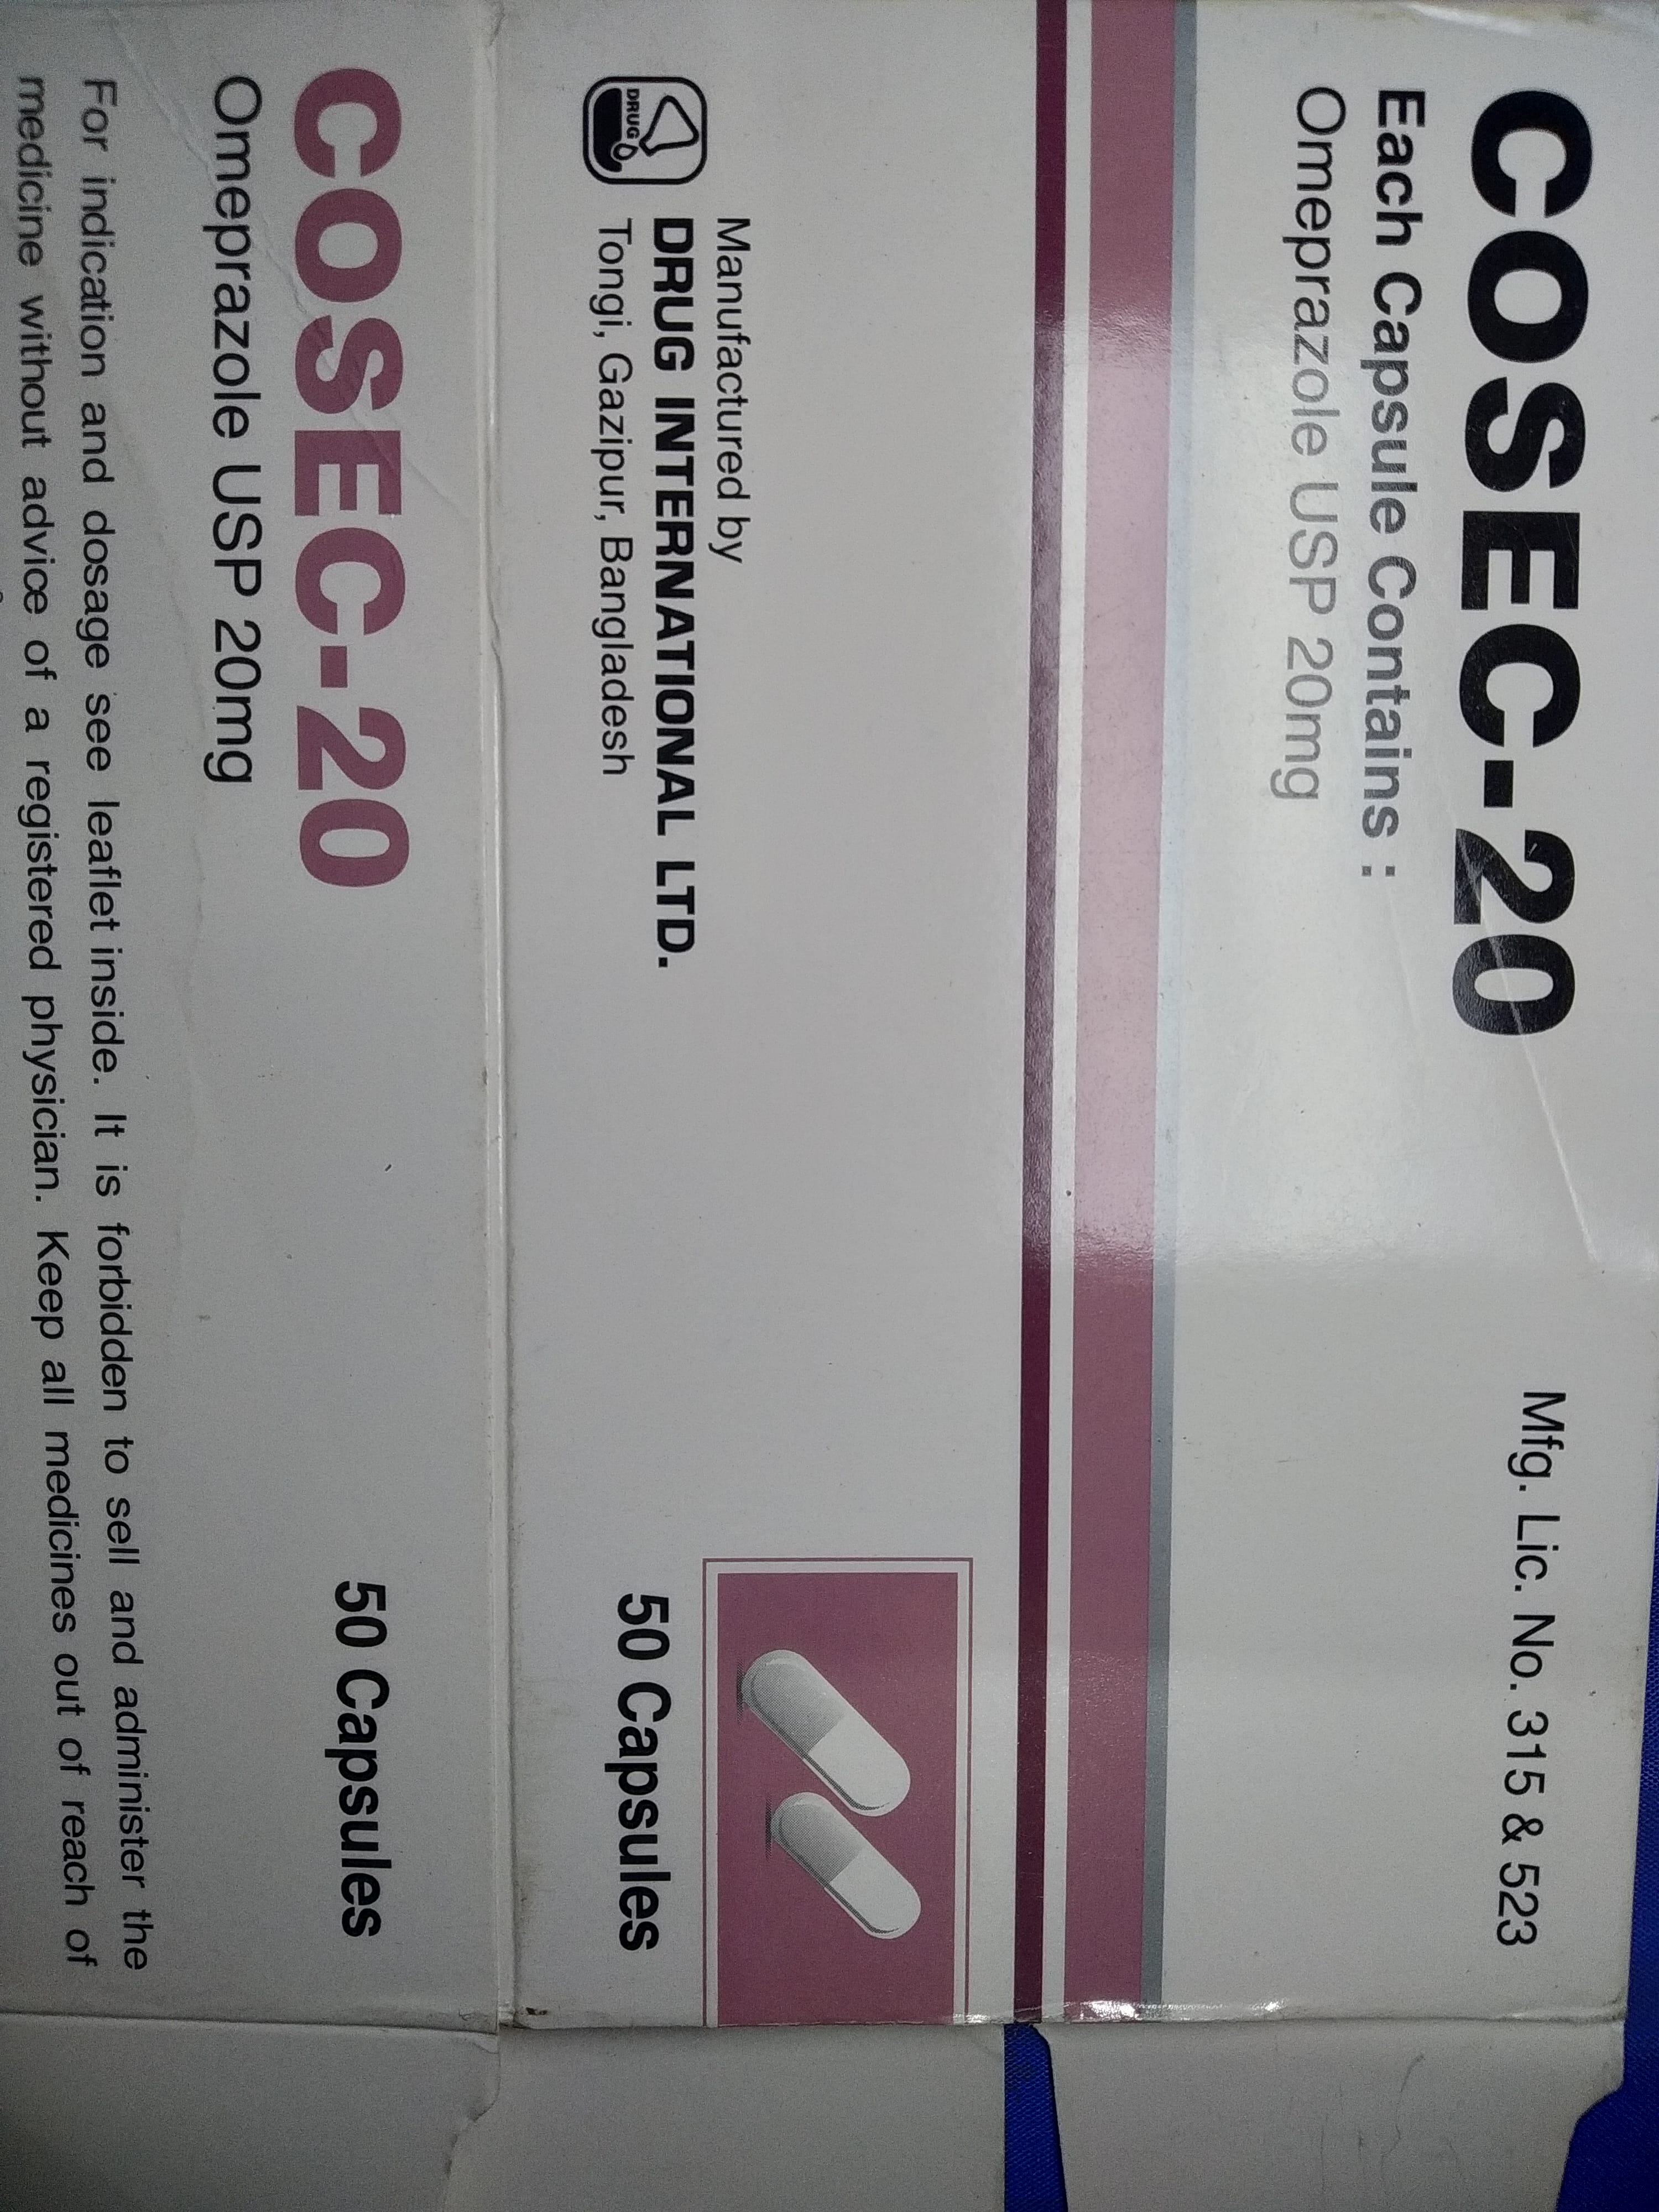 COSEC-20
Mfg. Lic. No. 315 & 523
Each Capsule Contains :
Omeprazole USP 20mg
Manufactured by
DRUG INTERNATIONAL LTD.
DRUG
Tongi, Gazipur, Bangladesh
50 Capsules
COSEC-20
50 Capsules
Omeprazole USP 20mg
For indication and dosage see leaflet inside. It is forbidden to sell and administer the
medicine without advice of a registered physician. Keep all medicines out of reach of